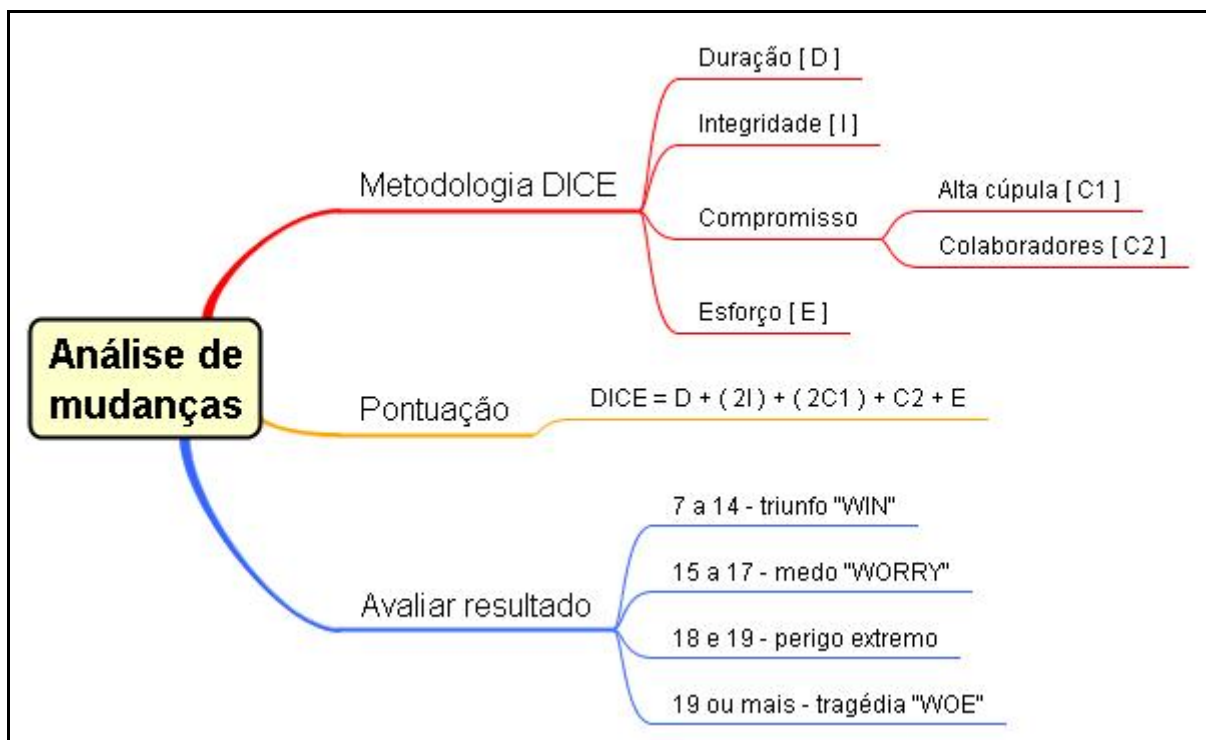 Análise de
mudanças
Metodologia DICE
Duração [ D ]
Integridade [ I ]
Compromisso
Alta cúpula [ C1 ]
Colaboradores [ C2 ]
Esforço [ E ]
Pontuação
DICE = D + ( 2I ) + ( 2C1 ) + C2 + E
Avaliar resultado
7 a 14 - triunfo "WIN"
15 a 17 - medo "WORRY"
18 e 19 - perigo extremo
19 ou mais - tragédia "WOE"